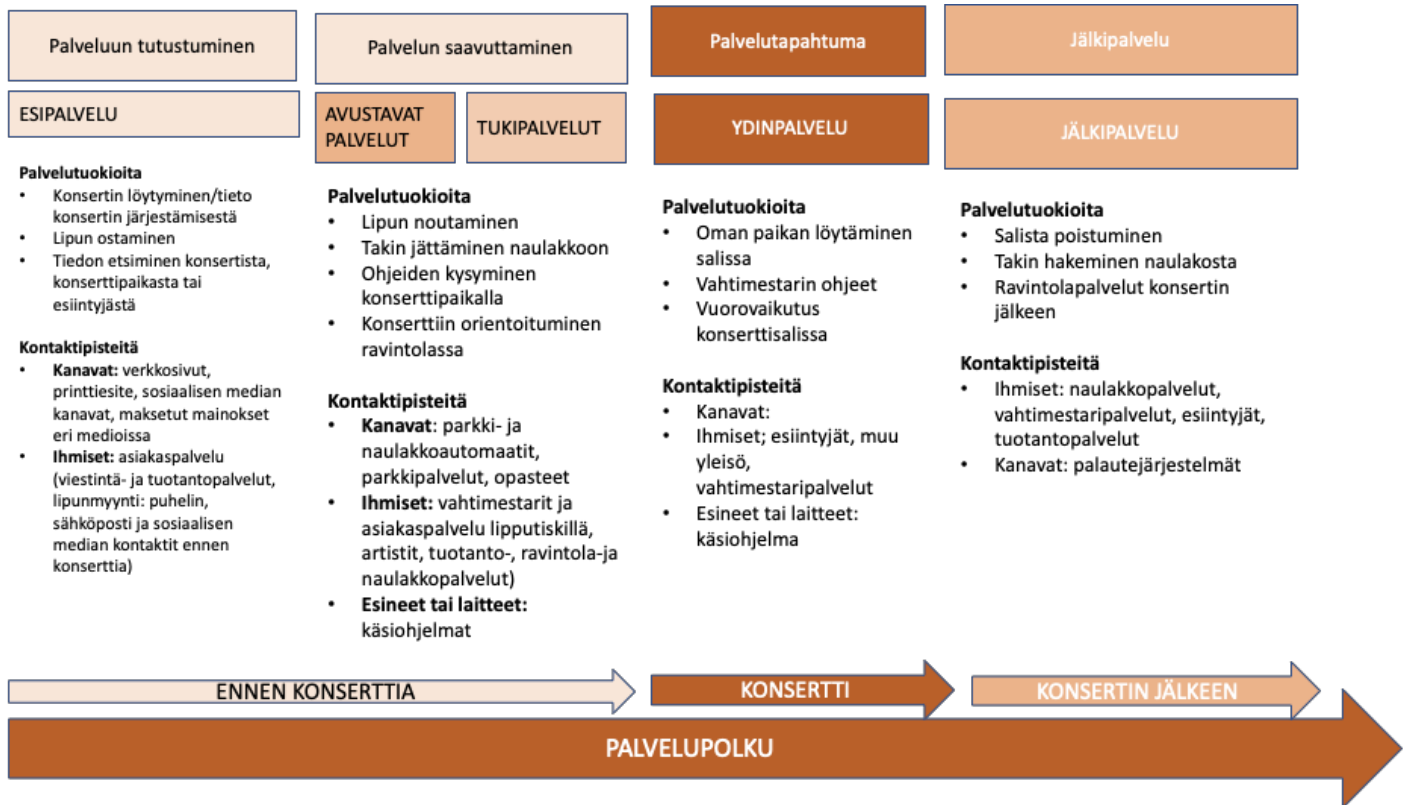 Palveluun tutustuminen
Palvelun saavuttaminen
Palvelutapahtuma
Jälkipalvelu
ESIPALVELU
AVUSTAVAT
PALVELUT
TUKIPALVELUT
YDINPALVELU
JÄLKIPALVELU
Palvelutuokioita
• Konsertin löytyminen/tieto
konsertin järjestämisestä
• Lipun ostaminen
• Tiedon etsiminen konsertista,
konserttipaikasta tai
esiintyjästä
Kontaktipisteitä
• Kanavat: verkkosivut,
printtiesite, sosiaalisen median
kanavat, maksetut mainokset
eri medioissa
• Ihmiset: asiakaspalvelu
(viestintä- ja tuotantopalvelut,
lipunmyynti: puhelin,
sähköposti ja sosiaalisen
median kontaktit ennen
konserttia)
Palvelutuokioita
• Lipun noutaminen
• Takin jättäminen naulakkoon
• Ohjeiden kysyminen
konserttipaikalla
• Konserttiin orientoituminen
ravintolassa
Kontaktipisteitä
• Kanavat: parkki- ja
naulakkoautomaatit,
parkkipalvelut, opasteet
• Ihmiset: vahtimestarit ja
asiakaspalvelu lipputiskillä,
artistit, tuotanto-, ravintola-ja
naulakkopalvelut)
• Esineet tai laitteet:
käsiohjelmat
Palvelutuokioita
• Oman paikan löytäminen
salissa
• Vahtimestarin ohjeet
• Vuorovaikutus
konserttisalissa
Kontaktipisteitä
• Kanavat:
• Ihmiset; esiintyjät, muu
yleisö,
vahtimestaripalvelut
• Esineet tai laitteet:
käsiohjelma
Palvelutuokioita
• Salista poistuminen
• Takin hakeminen naulakosta
• Ravintolapalvelut konsertin
jälkeen
Kontaktipisteitä
• Ihmiset: naulakkopalvelut,
vahtimestaripalvelut, esiintyjät,
tuotantopalvelut
• Kanavat: palautejärjestelmät
ENNEN KONSERTTIA
KONSERTTI
KONSERTIN JÄLKEEN
PALVELUPOLKU